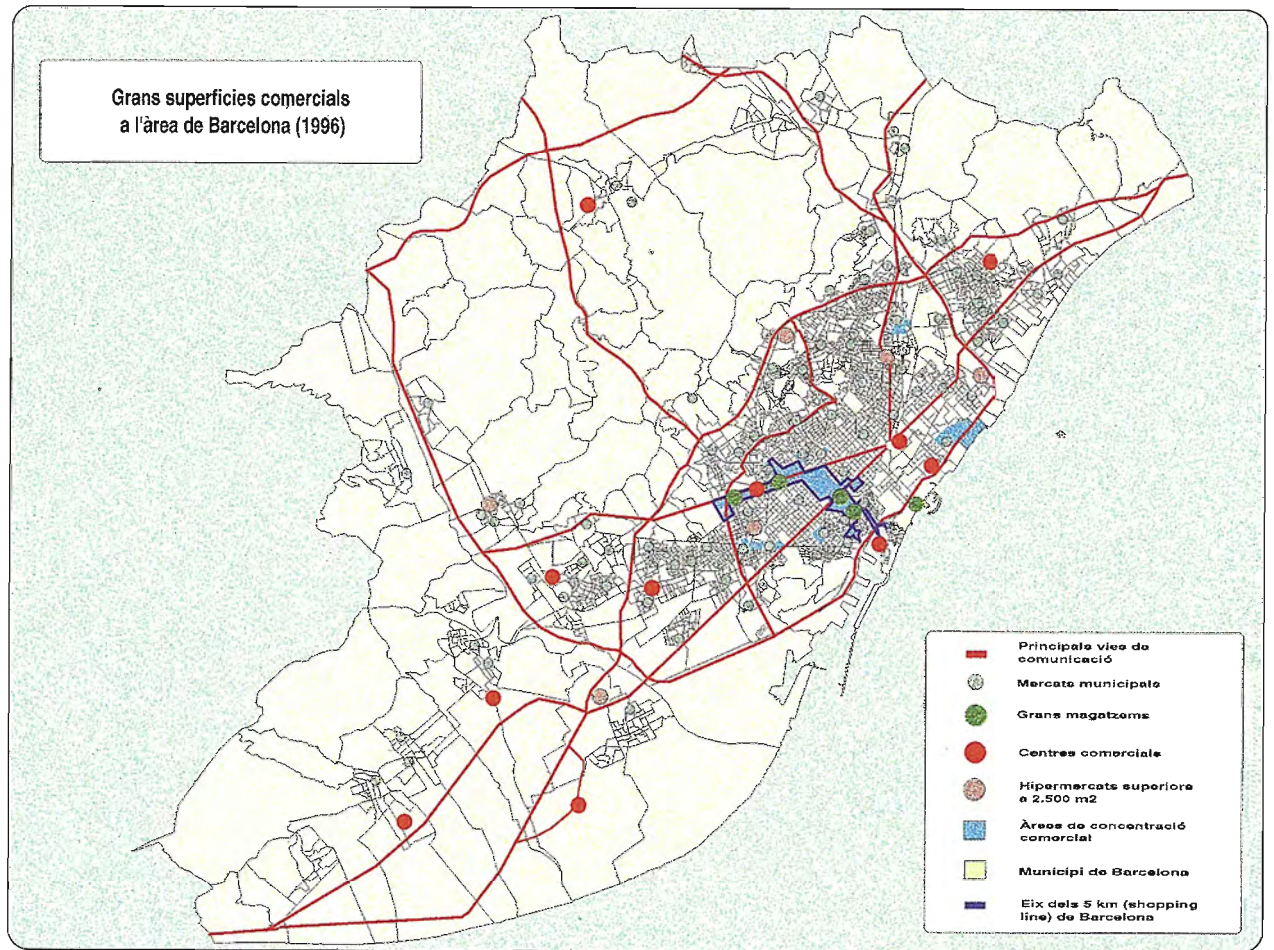 Grans superfícies comercials
a l'àrea de Barcelona (1996)
Principals vies de
comunicació
Mercats municipals
Grans magatzems
Centres comercials
Hipermercats superiors
a 2.500 m2
Àrees de concentració
comercial
Municipi de Barcelona
Eix dels 5 km (shopping
line) de Barcelona